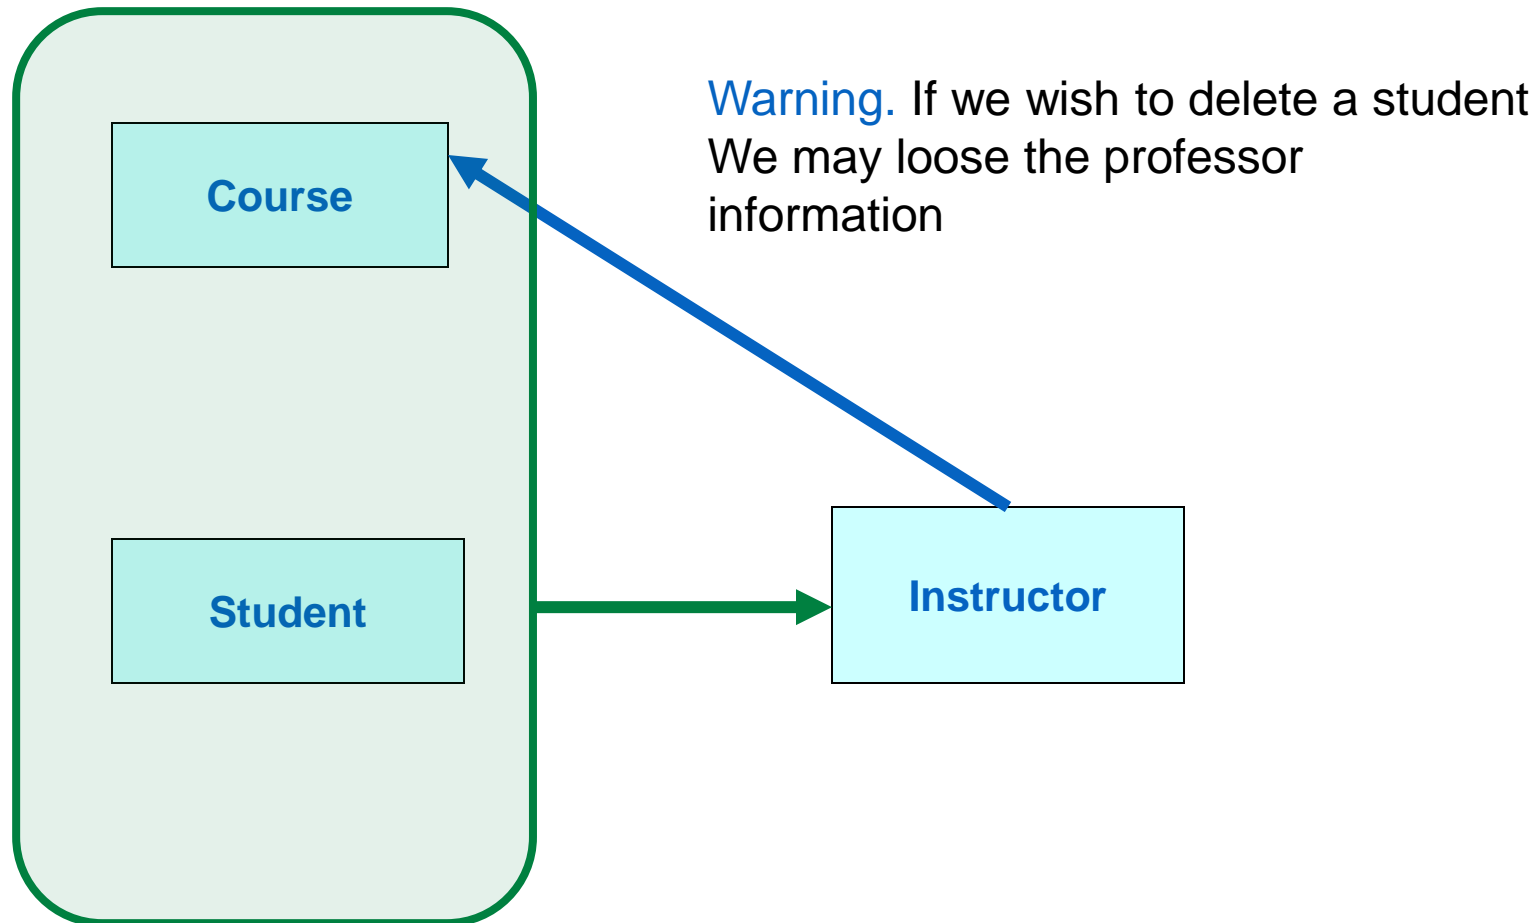 Warning. If we wish to delete a student
We may loose the professor
information
Course
Student
Instructor